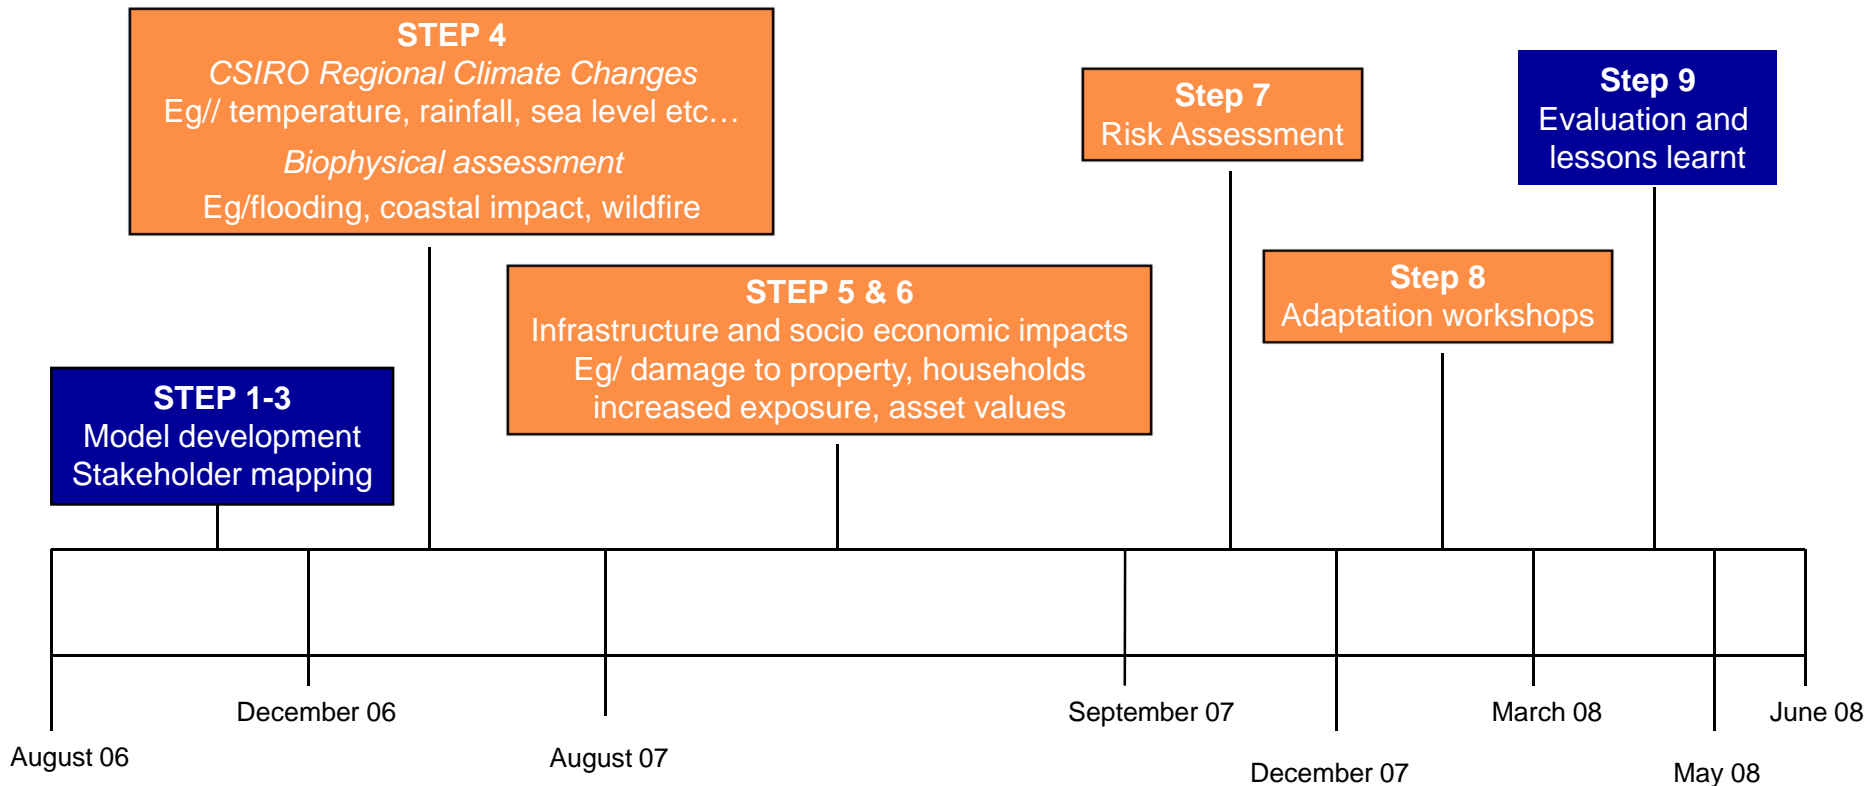 STEP 4
CSIRO Regional Climate Changes
Eg// temperature, rainfall, sea level etc…
Biophysical assessment
Eg/flooding, coastal impact, wildfire
Step 7
Risk Assessment
Step 9
Evaluation and
lessons learnt
STEP 5 & 6
Infrastructure and socio economic impacts
Eg/ damage to property, households
increased exposure, asset values
Step 8
Adaptation workshops
STEP 1-3
Model development
Stakeholder mapping
August 06
December 06
August 07
September 07
December 07
March 08
May 08
June 08